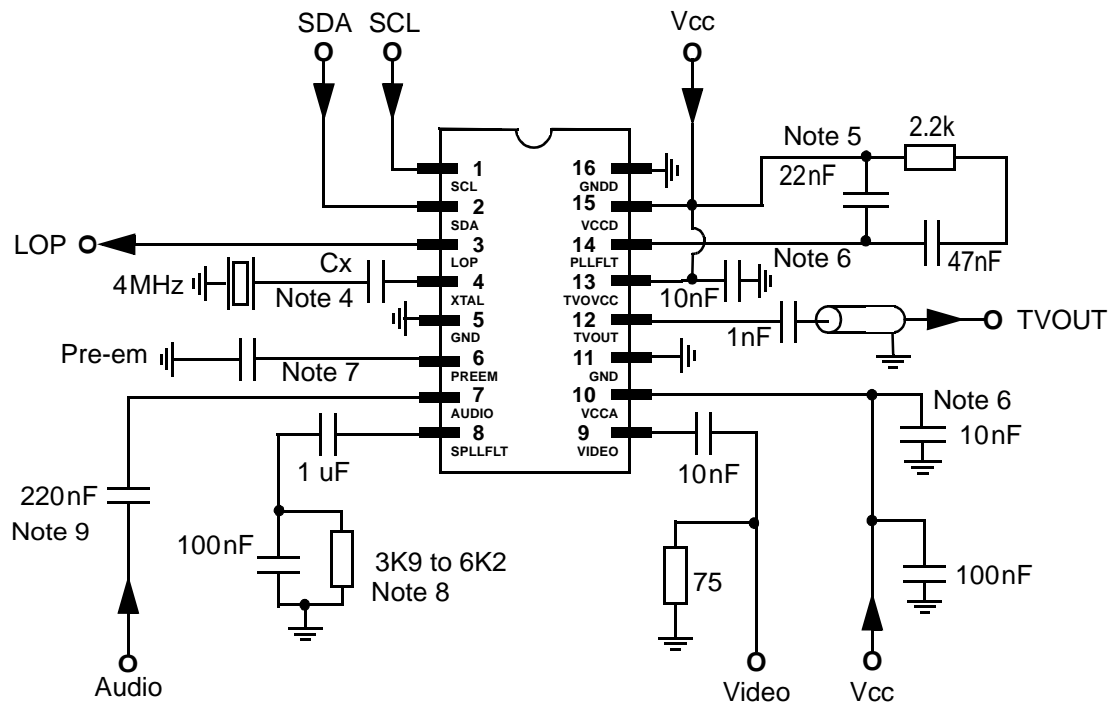 SDA SCL
Vcc
Note 5
2.2k
22nF
47nF
Note 6
LOP
4MHz
Cx
Note 4
Pre-em
Note 7
220nF
Note 9
Audio
1 uF
100nF
3K9 to 6K2
Note 8
1
SCL
2
SDA
3
LOP
4
XTAL
5
GND
6
PREEM
7
AUDIO
8
SPLLFLT
16
GNDD
15
VCCD
14
PLLFLT
13
TVOVCC
12
TVOUT
11
GND
10
VCCA
9
VIDEO
10nF
1nF
TVOUT
Note 6
10nF
10nF
75
100nF
Video
Vcc